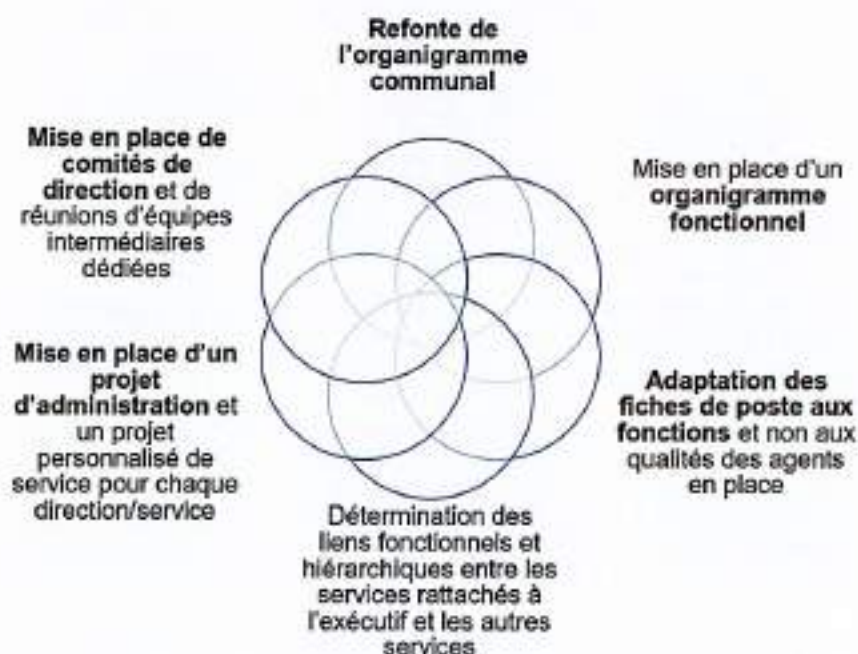 Refonte de
l'organigramme
communal
Mise en place d'un
organigramme
fonctionnel
Adaptation des
fiches de poste aux
fonctions et non aux
qualités des agents
en place
Détermination des
liens fonctionnels et
hiérarchiques entre les
services rattachés à
l'exécutif et les autres
services
Mise en place d'un
projet
d'administration et
un projet
personnalisé de
service pour chaque
direction/service
Mise en place de
comités de
direction et de
réunions d'équipes
intermédiaires
dédiées